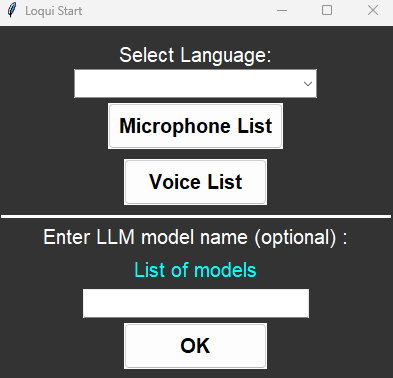 Loqui Start
Select Language:
Microphone List
Voice List
Enter LLM model name (optional) :
List of models
OK